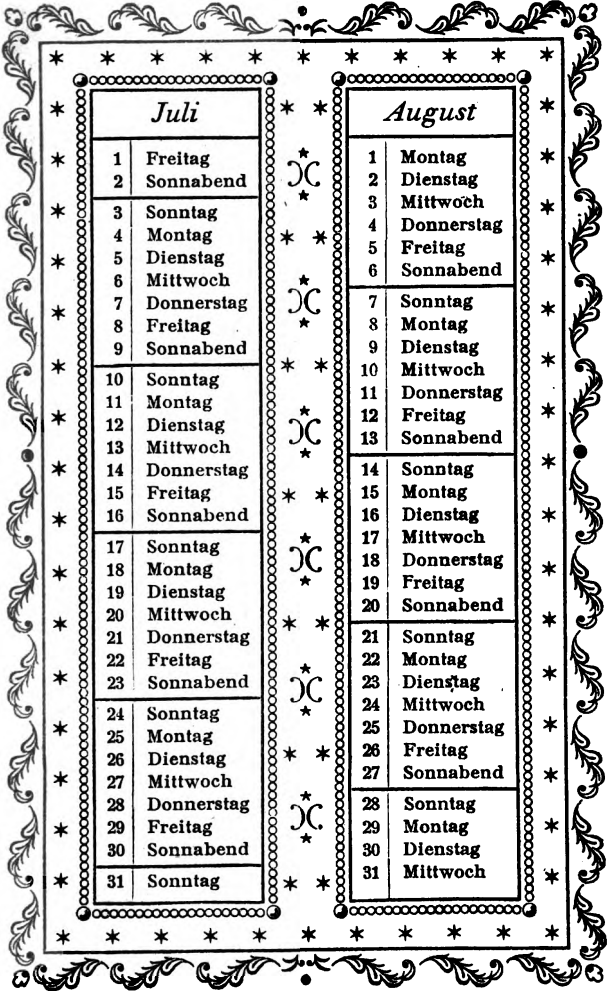 Juli
1 Freitag
2 Sonnabend
3 Sonntag
4 Montag
5 Dienstag
6 Mittwoch
7 Donnerstag
8 Freitag
9 Sonnabend
10 Sonntag
11 Montag
12 Dienstag
13 Mittwoch
14 Donnerstag
15 Freitag
16 Sonnabend
17 Sonntag
18 Montag
19 Dienstag
20 Mittwoch
21 Donnerstag
22 Freitag
23 Sonnabend
24 Sonntag
25 Montag
26 Dienstag
27 Mittwoch
28 Donnerstag
29 Freitag
30 Sonnabend
31 Sonntag
August
1 Montag
2 Dienstag
3 Mittwoch
4 Donnerstag
5 Freitag
6 Sonnabend
7 Sonntag
8 Montag
9 Dienstag
10 Mittwoch
11 Donnerstag
12 Freitag
13 Sonnabend
14 Sonntag
15 Montag
16 Dienstag
17 Mittwoch
18 Donnerstag
19 Freitag
20 Sonnabend
21 Sonntag
22 Montag
23 Dienstag
24 Mittwoch
25 Donnerstag
26 Freitag
27 Sonnabend
28 Sonntag
29 Montag
30 Dienstag
31 Mittwoch